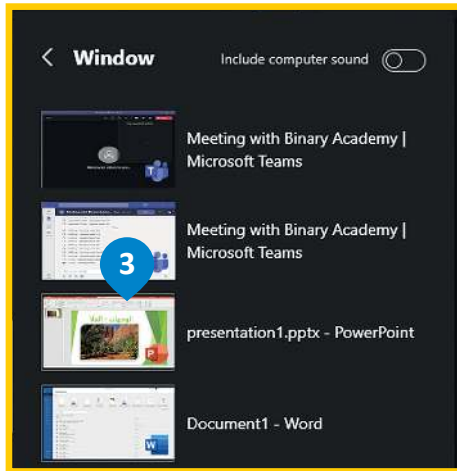 Window
Include computer sound
Meeting with Binary Academy |
Microsoft Teams
Meeting with Binary Academy |
Microsoft Teams
3
presentation1.pptx - PowerPoint
P
Document1 - Word
W